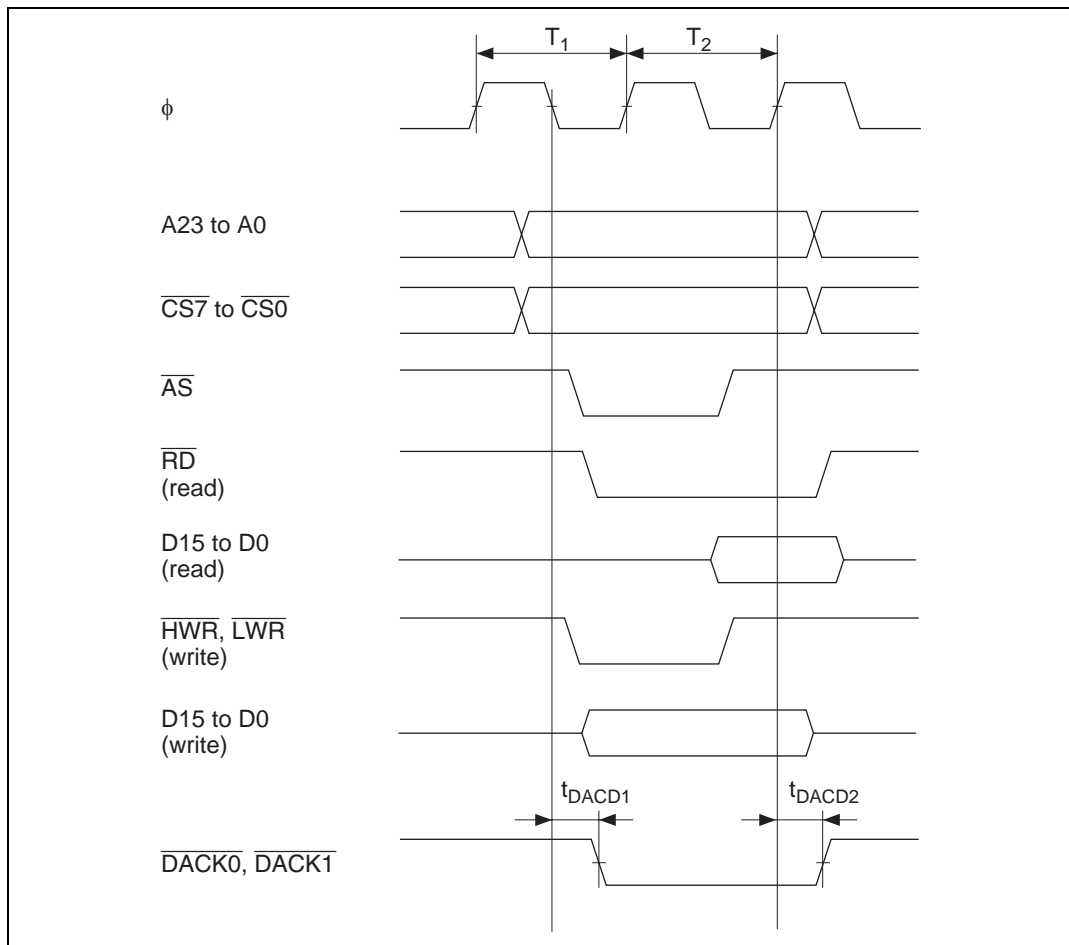 T1 T2
ϕ
A23 to A0
CS7 to CS0
AS
RD
(read)
D15 to D0
(read)
HWR, LWR
(write)
D15 to D0
(write)
tDACD1 tDACD2
DACK0, DACK1